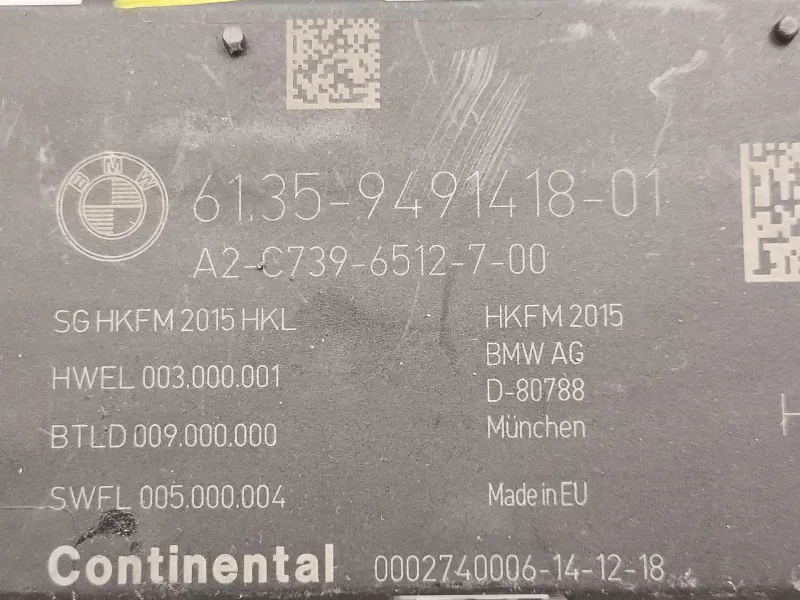 BMW
61.35-9491418-01
A2-C739-6512-7-00
SG HKFM 2015 HKL
HWEL 003.000.001
BTLD 009.000.000
SWFL 005.000.004
HKFM 2015
BMW AG
D-80788
München
Made in EU
H
Continental 0002740006-14-12-18